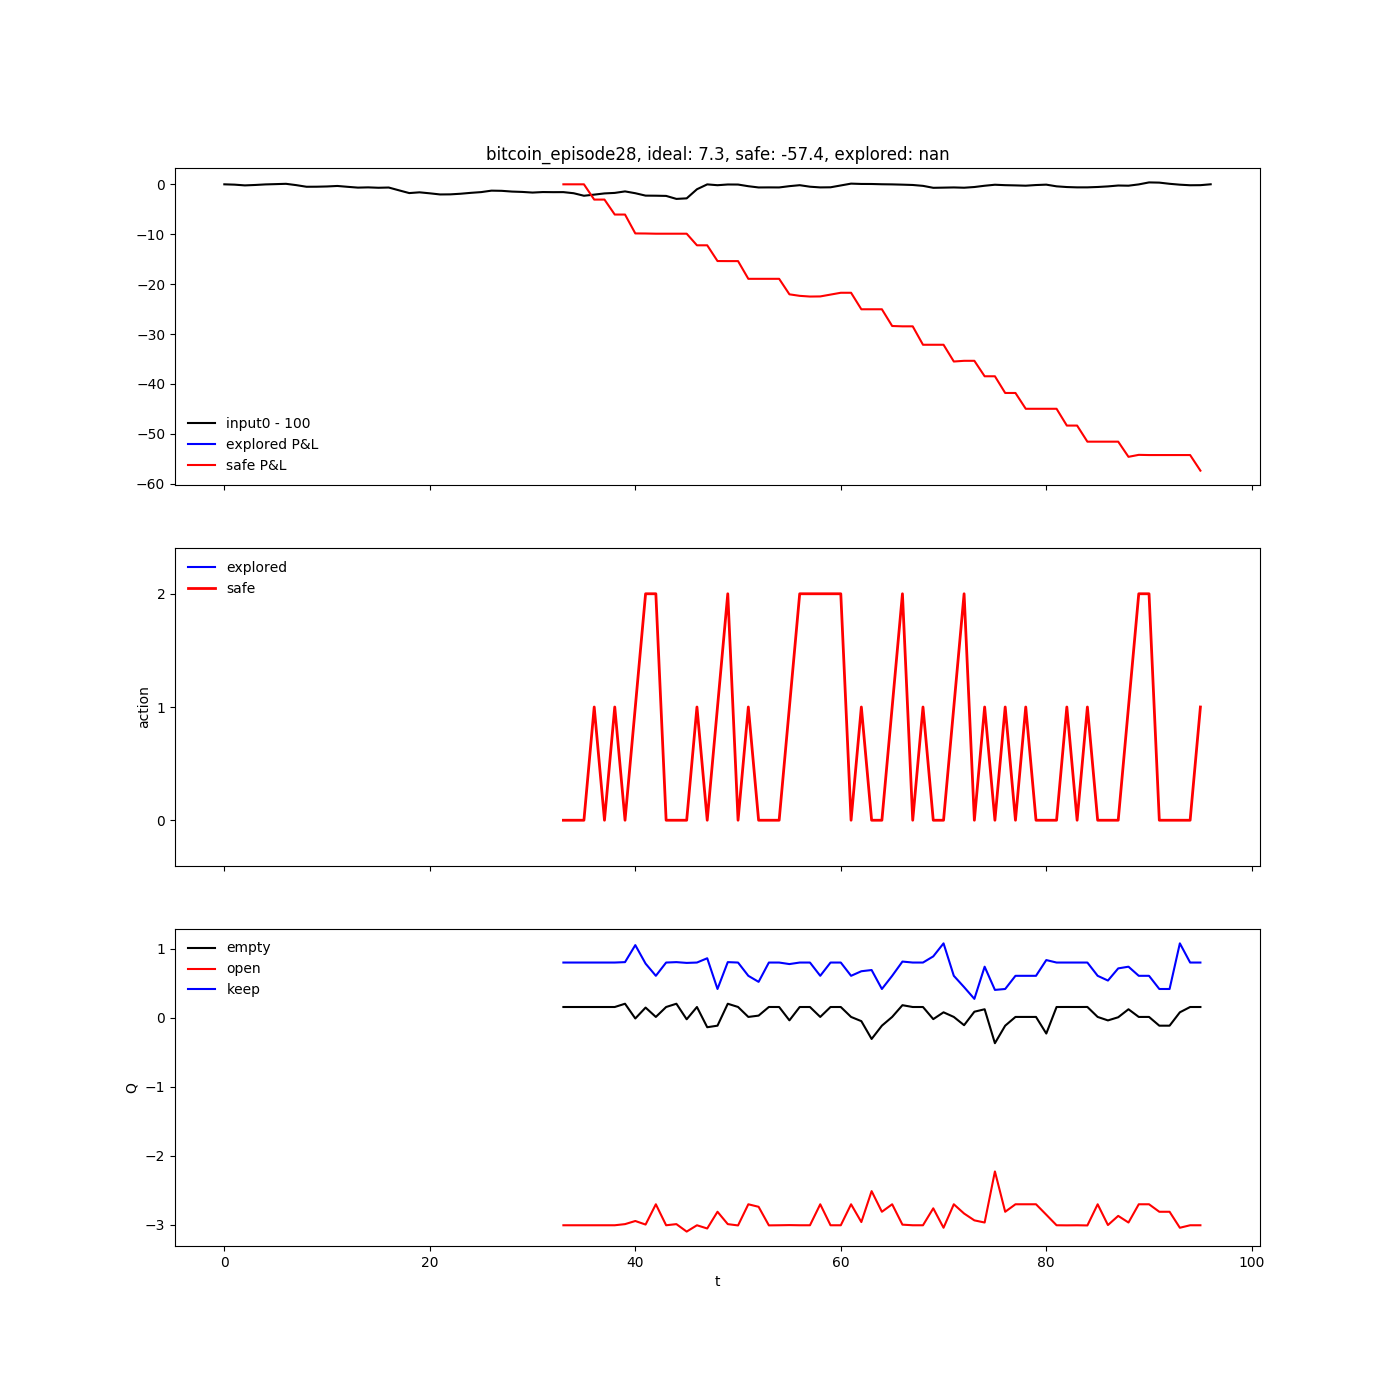 bitcoin_episode28, ideal: 7.3, safe: -57.4, explored: nan
0
−10
−20
−30
−40
−50
−60
input0 - 100
explored P&L
safe P&L
explored
safe
2
1
0
action
empty
open
keep
1
0
−1
−2
−3
Q
0 20 40 60 80 100
t